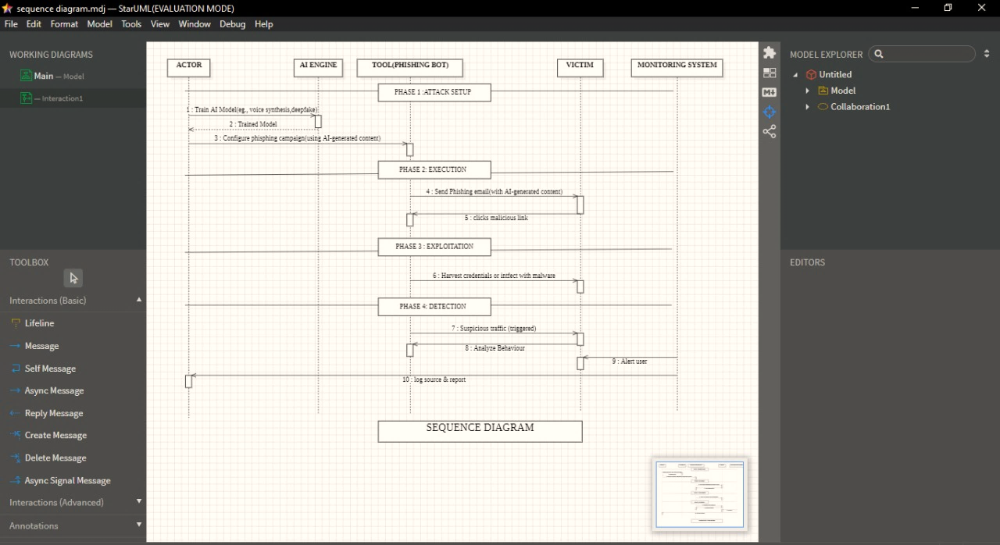 sequence diagram.mdj — StarUML(EVALUATION MODE)
File Edit Format Model Tools View Window Debug Help
WORKING DIAGRAMS
Main — Model
— Interaction1
TOOLBOX
Interactions (Basic)
Lifeline
Message
Self Message
Async Message
Reply Message
Create Message
Delete Message
Async Signal Message
Interactions (Advanced)
Annotations
ACTOR
AI ENGINE
TOOL(PHISHING BOT)
VICTIM
MONITORING SYSTEM
PHASE 1 :ATTACK SETUP
1 : Train AI Model(eg., voice synthesis,deepfake)
2 : Trained Model
3 : Configure phisphing campaign(using AI-generated content)
PHASE 2: EXECUTION
4 : Send Phishing email(with AI-generated content)
5 : clicks malicious link
PHASE 3 : EXPLOITATION
6 : Harvest credentials or intfect with malware
PHASE 4: DETECTION
7 : Suspicious traffic (triggered)
8 : Analyze Behaviour
9 : Alert user
10 : log source & report
SEQUENCE DIAGRAM
M
MODEL EXPLORER
Untitled
Model
Collaboration1
EDITORS